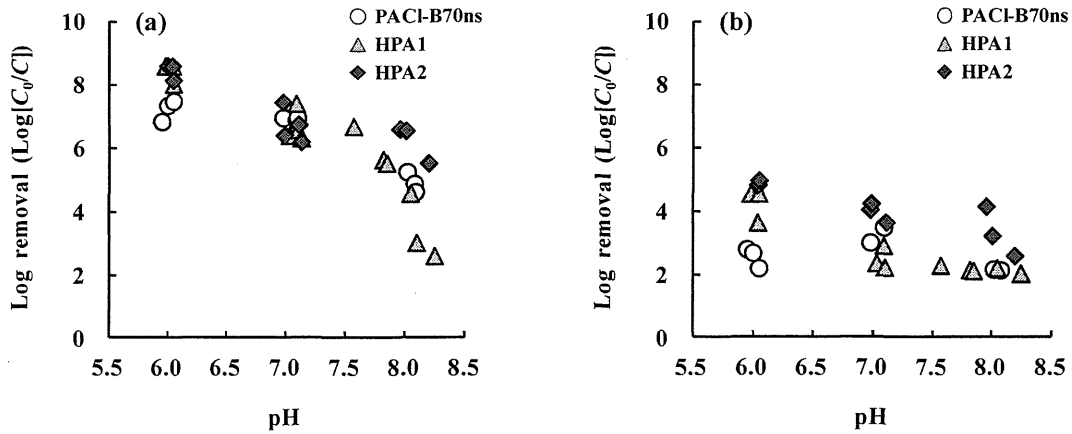 (a)
PACl-B70ns
HPA1
HPA2
Log removal (Log[C0/C])
10
8
6
4
2
0
5.5 6.0 6.5 7.0 7.5 8.0 8.5
pH
(b)
PACl-B70ns
HPA1
HPA2
Log removal (Log[C0/C])
10
8
6
4
2
0
5.5 6.0 6.5 7.0 7.5 8.0 8.5
pH